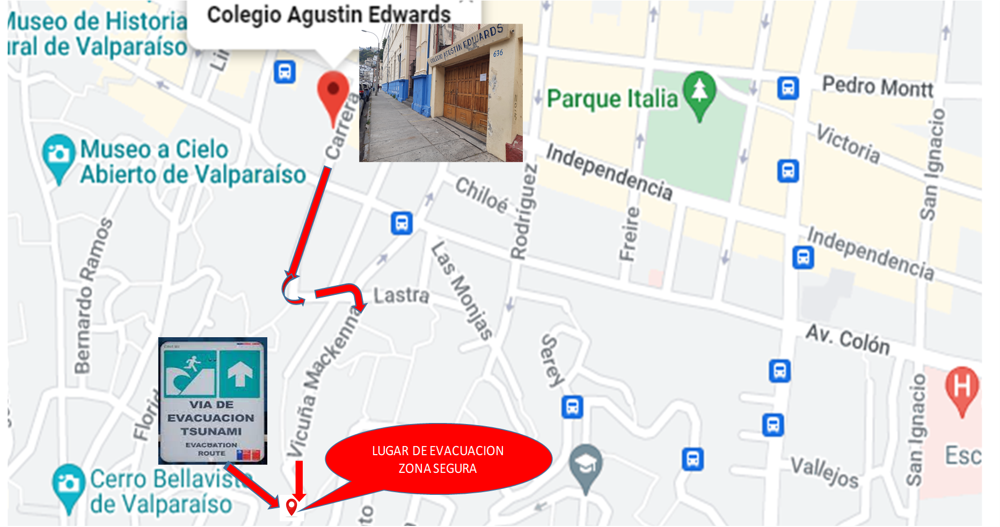 Museo de Historia
ural de Valparaíso
Colegio Agustin Edwards
COLEGIO AGUSTIN EDWARDS
636
Carrera
Parque Italia
Pedro Montt
Victoria
San Ignacio
Museo a Cielo
Abierto de Valparaíso
Independencia
Chiloé
Rodríguez
Freire
Independencia
Bernardo Ramos
Las Monjas
Lastra
Av. Colón
Serey
Vicuña Mackenna
VIA DE
EVACUACION
TSUNAMI
EVACUATION
ROUTE
Florid
San Ignacio
H
LUGAR DE EVACUACION
ZONA SEGURA
Esc
Vallejos
Cerro Bellavista
de Valparaíso
to